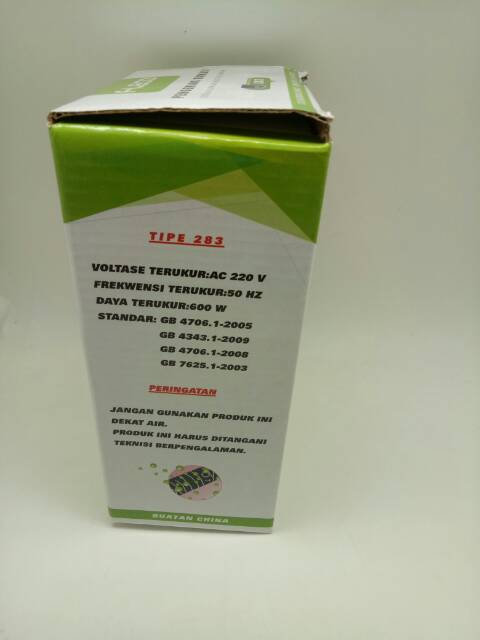 TIPE 283
VOLTASE TERUKUR:AC 220 V
FREKWENSI TERUKUR:50 HZ
DAYA TERUKUR:600 W
STANDAR: GB 4706.1-2005
GB 4343.1-2009
GB 4706.1-2008
GB 7625.1-2003
PERINGATAN
JANGAN GUNAKAN PRODUK INI
DEKAT AIR.
PRODUK INI HARUS DITANGANI
TEKNISI BERPENGALAMAN.
BUATAN CHINA